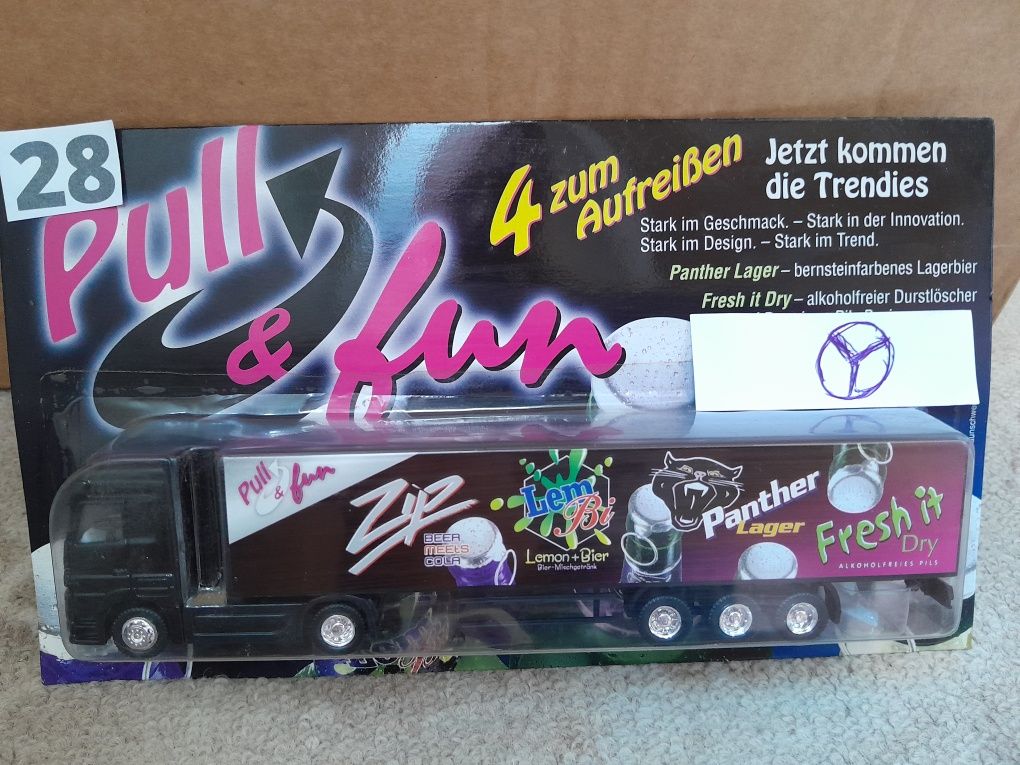 28
Pull
& fun
4 zum
Aufreißen
Jetzt kommen
die Trendies
Stark im Geschmack. – Stark in der Innovation.
Stark im Design. – Stark im Trend.
Panther Lager – bernsteinfarbenes Lagerbier
Fresh it Dry – alkoholfreier Durstlöscher
Pull
& fun
Zip
BEER
MEETS
COLA
Lem
Bi
Lemon + Bier
Bier-Mischgetränk
Panther
Lager
Fresh it
Dry
ALKOHOLFREIES PILS